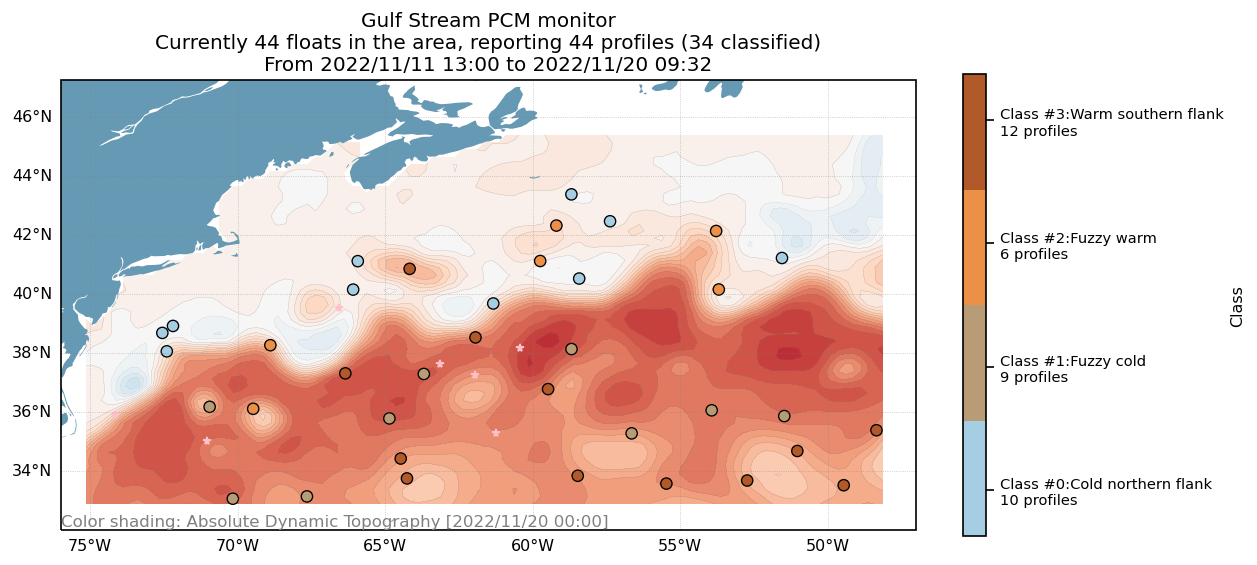 Gulf Stream PCM monitor
Currently 44 floats in the area, reporting 44 profiles (34 classified)
From 2022/11/11 13:00 to 2022/11/20 09:32
46°N
44°N
42°N
40°N
38°N
36°N
34°N
Color shading: Absolute Dynamic Topography [2022/11/20 00:00]
75°W
70°W
65°W
60°W
55°W
50°W
Class #3:Warm southern flank
12 profiles
Class #2:Fuzzy warm
6 profiles
Class #1:Fuzzy cold
9 profiles
Class #0:Cold northern flank
10 profiles
Class